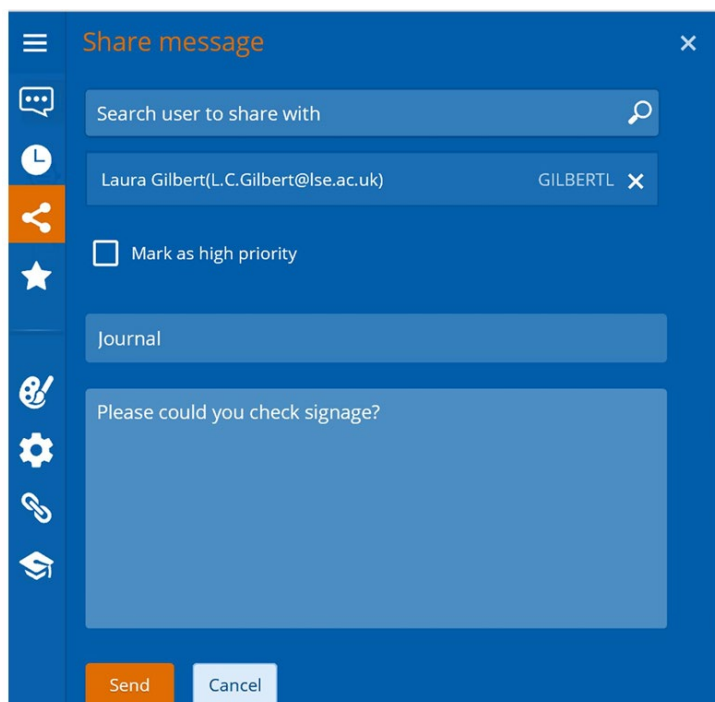 Share message
Search user to share with
Laura Gilbert(L.C.Gilbert@lse.ac.uk) GILBERTL
Mark as high priority
Journal
Please could you check signage?
Send Cancel